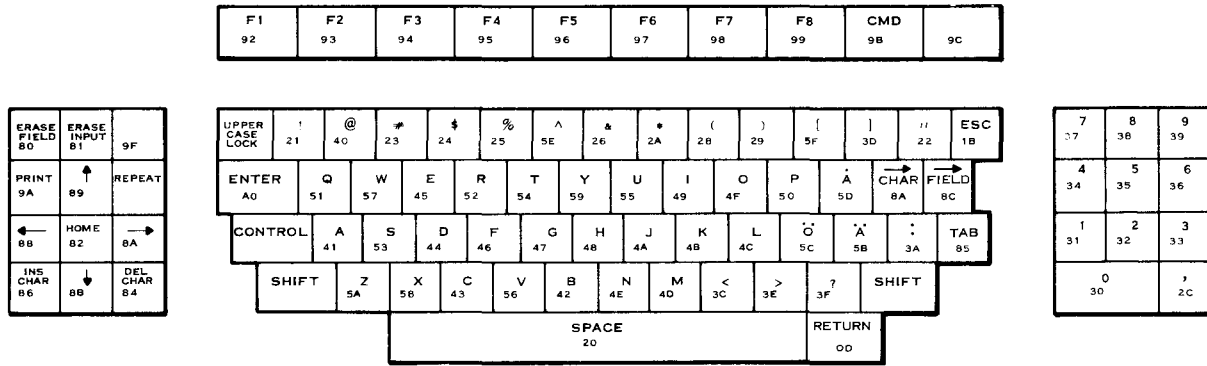 F1 F2 F3 F4 F5 F6 F7 F8 CMD
92 93 94 95 96 97 98 99 9B 9C
ERASE FIELD 80 ERASE INPUT 81 9F
PRINT 9A ↑ 89 REPEAT
← 88 HOME 82 → 8A
INS CHAR 86 ↓ 8B DEL CHAR 84
UPPER CASE LOCK ! @ # $ % ^ & * ( ) [ ] " ESC
21 40 23 24 25 5E 26 2A 28 29 5F 3D 22 1B
ENTER Q W E R T Y U I O P Å → CHAR → FIELD
A0 51 57 45 52 54 59 55 49 4F 50 5D 8A 8C
CONTROL A S D F G H J K L Ö Ä : TAB
41 53 44 46 47 48 4A 4B 4C 5C 5B 3A 85
SHIFT Z X C V B N M < > ? SHIFT
5A 58 43 56 42 4E 4D 3C 3E 3F
SPACE RETURN
20 0D
7 8 9
37 38 39
4 5 6
34 35 36
1 2 3
31 32 33
0 ,
30 2C